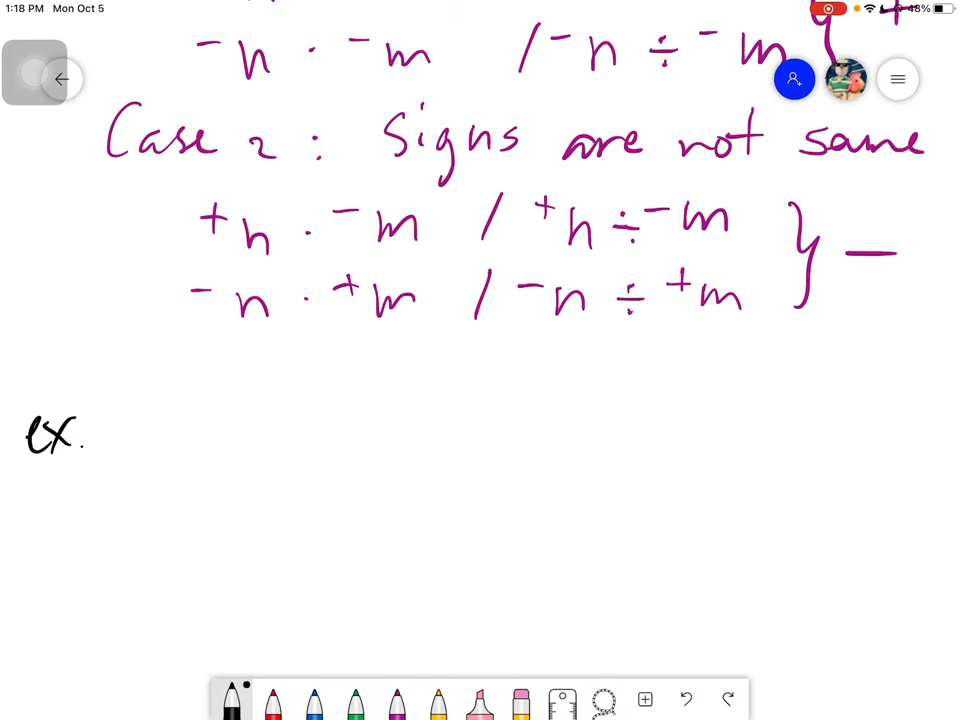 1:18 PM Mon Oct 5 48%
-n · -m / -n ÷ -m } +
Case 2 : Signs are not same
+n · -m / +n ÷ -m } -
-n · +m / -n ÷ +m
ex.